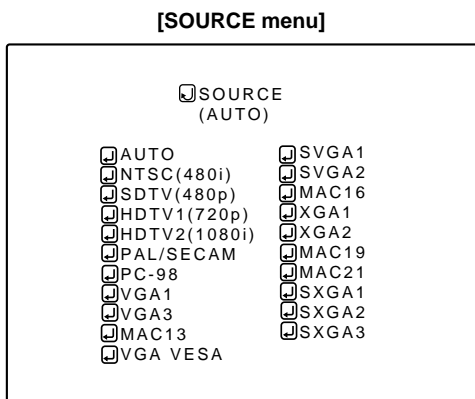 [SOURCE menu]
SOURCE
(AUTO)
AUTO
NTSC(480i)
SDTV(480p)
HDTV1(720p)
HDTV2(1080i)
PAL/SECAM
PC-98
VGA1
VGA3
MAC13
VGA VESA
SVGA1
SVGA2
MAC16
XGA1
XGA2
MAC19
MAC21
SXGA1
SXGA2
SXGA3